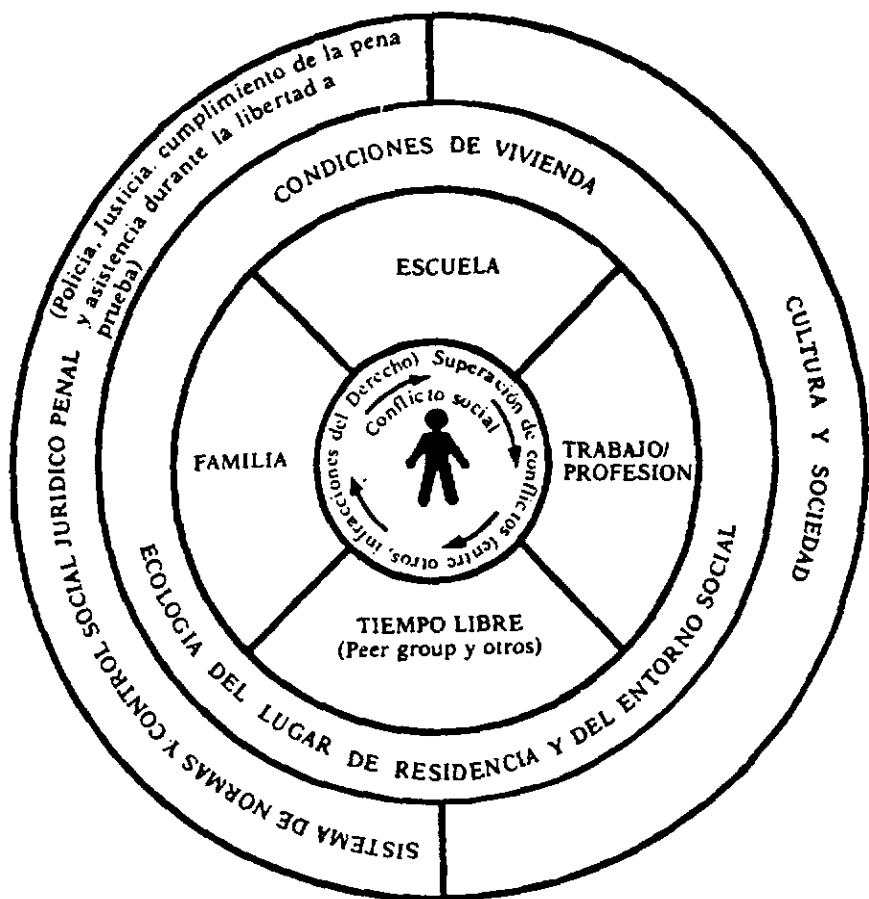 (Policía, Justicia, cumplimiento de la pena
y asistencia durante la libertad a
prueba)
SISTEMA DE NORMAS Y CONTROL SOCIAL JURIDICO PENAL
CULTURA Y SOCIEDAD
CONDICIONES DE VIVIENDA
ECOLOGIA DEL LUGAR DE RESIDENCIA Y DEL ENTORNO SOCIAL
ESCUELA
FAMILIA
TRABAJO/
PROFESION
TIEMPO LIBRE
(Peer group y otros)
Superación de conflictos (entre otros, infracciones del Derecho)
Conflicto social